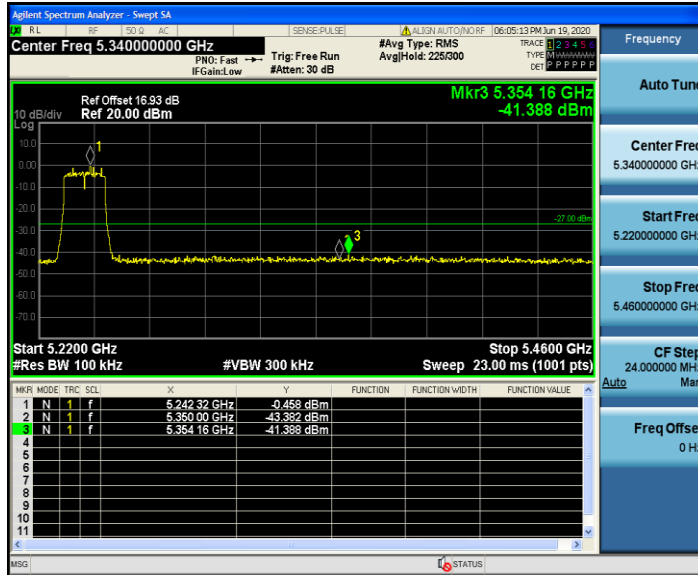 Agilent Spectrum Analyzer - Swept SA
RL RF 50 Ω AC SENSE:PULSE ALIGN AUTO/NO RF 06:05:13 PM Jun 19, 2020
Center Freq 5.340000000 GHz
PNO: Fast
IFGain:Low
Trig: Free Run
#Atten: 30 dB
#Avg Type: RMS
Avg|Hold: 225/300
TRACE 1 2 3 4 5 6
TYPE M
DET P P P P P P
Frequency
Mkr3 5.354 16 GHz
-41.388 dBm
Ref Offset 16.93 dB
10 dB/div Ref 20.00 dBm
Log
10.0
0.00
-10.0
-20.0
-30.0
-40.0
-50.0
-60.0
-70.0
1
3
-27.00 dBm
Start 5.2200 GHz Stop 5.4600 GHz
#Res BW 100 kHz #VBW 300 kHz Sweep 23.00 ms (1001 pts)
MKR MODE TRC SCL X Y FUNCTION FUNCTION WIDTH FUNCTION VALUE
1 N 1 f 5.242 32 GHz -0.458 dBm
2 N 1 f 5.350 00 GHz -43.382 dBm
3 N 1 f 5.354 16 GHz -41.388 dBm
4
5
6
7
8
9
10
11
MSG STATUS
Auto Tune
Center Freq
5.340000000 GHz
Start Freq
5.220000000 GHz
Stop Freq
5.460000000 GHz
CF Step
24.000000 MHz
Auto Man
Freq Offset
0 Hz